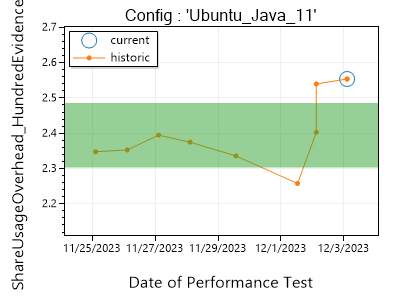 Config : 'Ubuntu_Java_11'
ShareUsageOverhead_HundredEvidence
current
historic
2.7
2.6
2.5
2.4
2.3
2.2
11/25/2023 11/27/2023 11/29/2023 12/1/2023 12/3/2023
Date of Performance Test